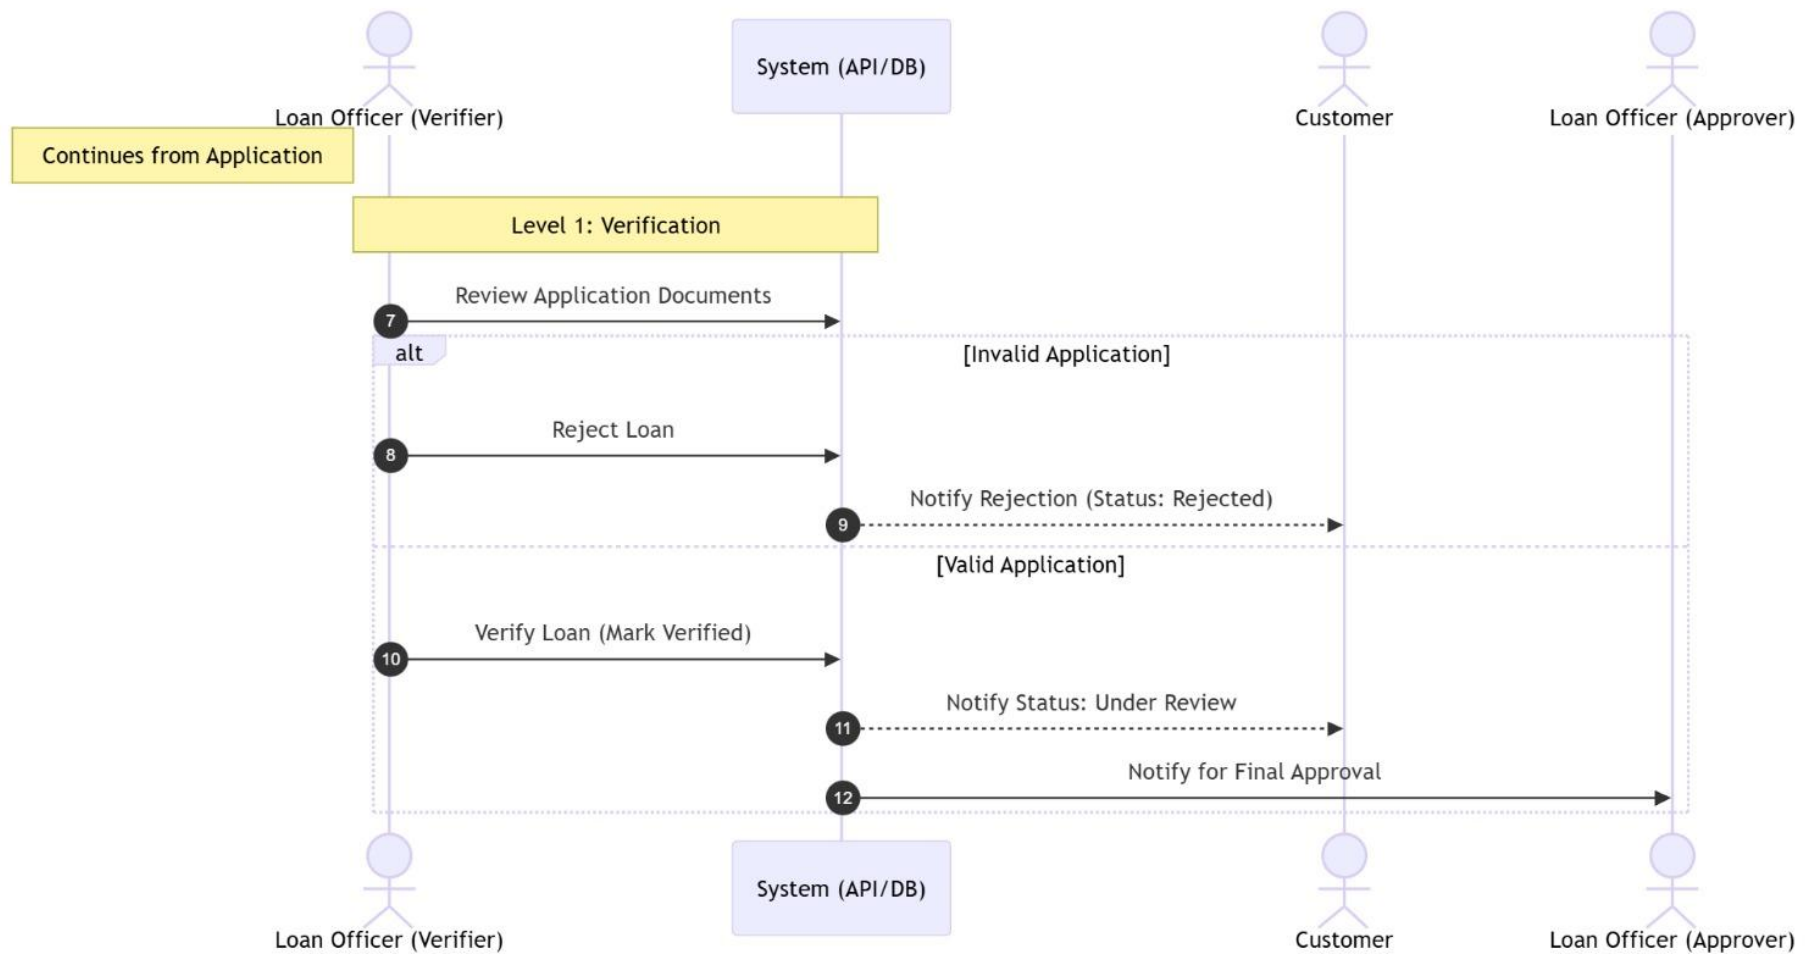 System (API/DB)
Loan Officer (Verifier)
Customer
Loan Officer (Approver)
Continues from Application
Level 1: Verification
Review Application Documents
7
alt
[Invalid Application]
Reject Loan
8
Notify Rejection (Status: Rejected)
9
[Valid Application]
Verify Loan (Mark Verified)
10
Notify Status: Under Review
11
Notify for Final Approval
12
System (API/DB)
Loan Officer (Verifier)
Customer
Loan Officer (Approver)